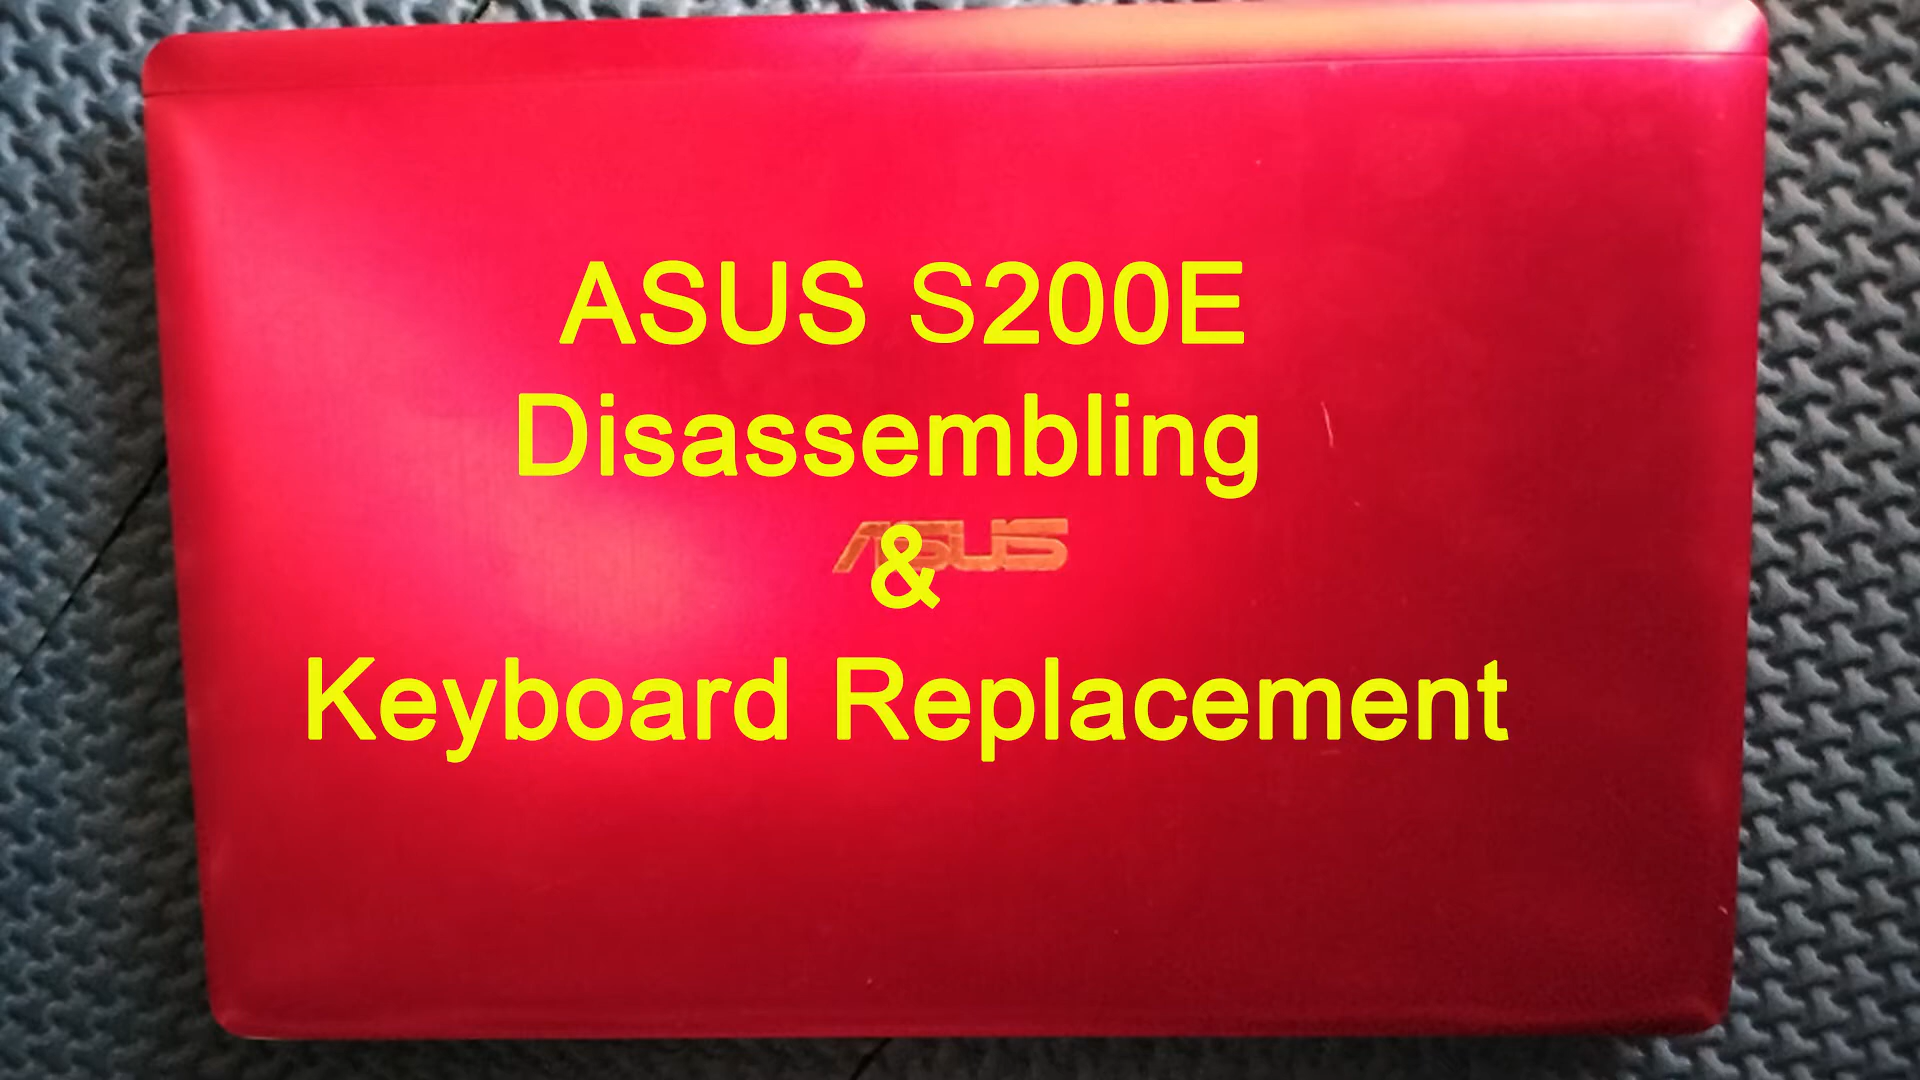 ASUS S200E
Disassembling
ASUS
&
Keyboard Replacement